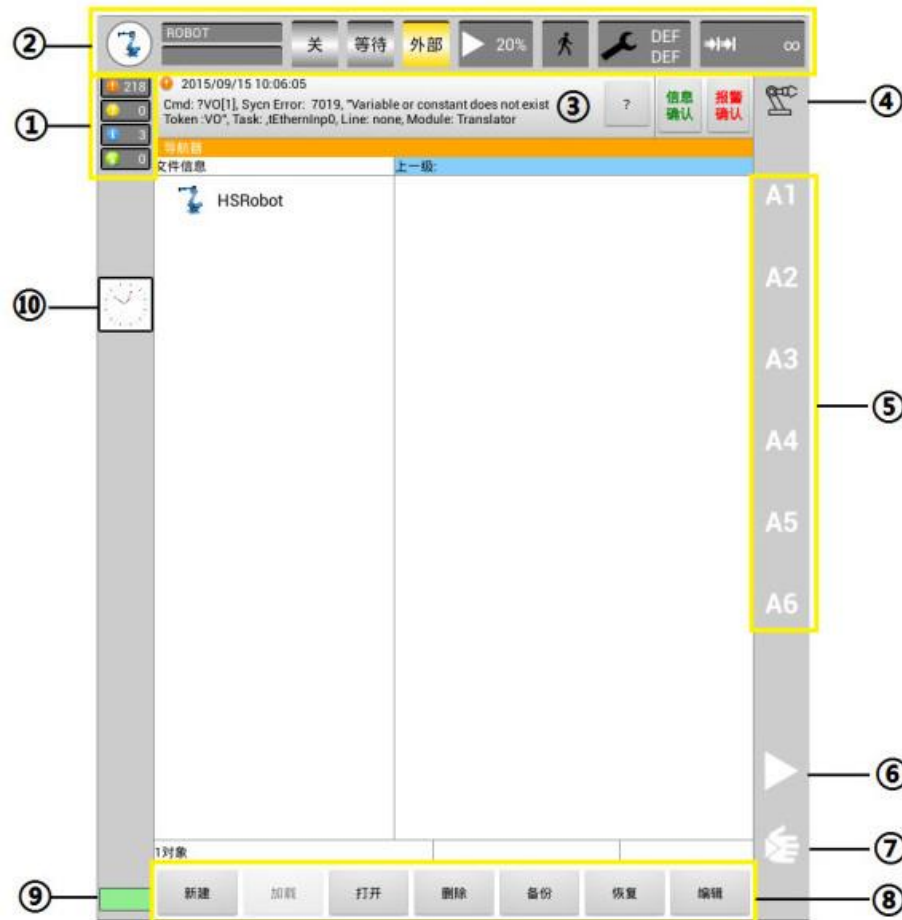 ②
ROBOT
关
等待
外部
20%
DEF
DEF
∞
①
218
0
3
0
2015/09/15 10:06:05
Cmd: ?VO[1], Sycn Error: 7019, "Variable or constant does not exist
Token :VO", Task: ,tEthernInp0, Line: none, Module: Translator
③
?
信息
确认
报警
确认
④
导航器
文件信息
上一级:
HSRobot
A1
A2
A3
A4
A5
A6
⑤
⑩
⑥
⑦
1对象
⑨
新建
加载
打开
删除
备份
恢复
编辑
⑧